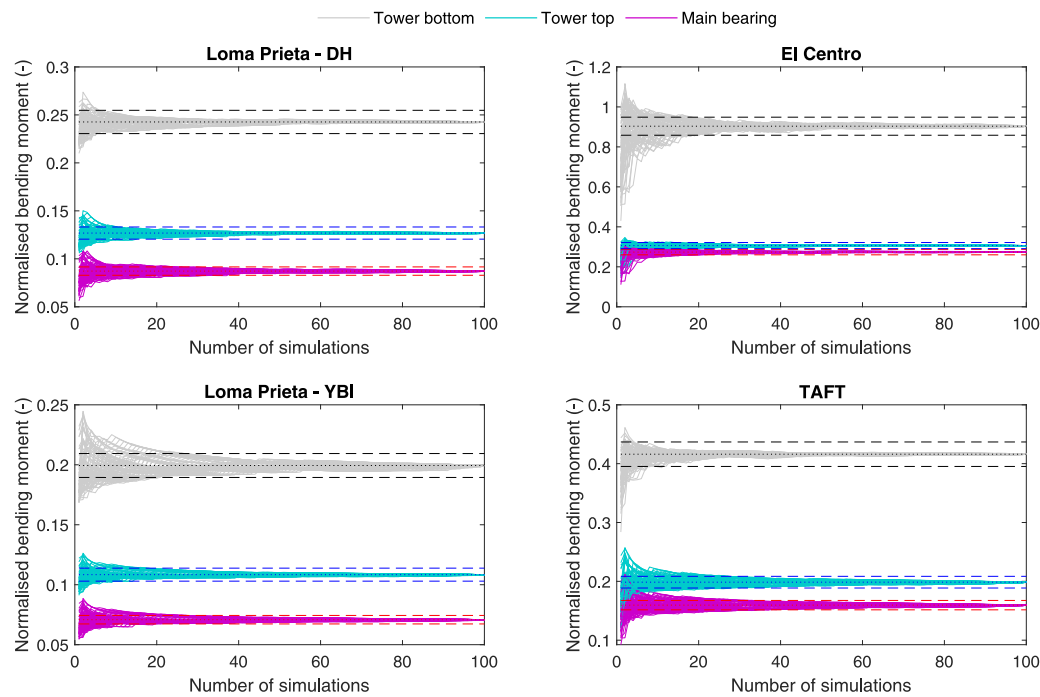 Tower bottom Tower top Main bearing
Loma Prieta - DH
Normalised bending moment (-)
0.3
0.25
0.2
0.15
0.1
0.05
0 20 40 60 80 100
Number of simulations
El Centro
Normalised bending moment (-)
1.2
1
0.8
0.6
0.4
0.2
0
0 20 40 60 80 100
Number of simulations
Loma Prieta - YBI
Normalised bending moment (-)
0.25
0.2
0.15
0.1
0.05
0 20 40 60 80 100
Number of simulations
TAFT
Normalised bending moment (-)
0.5
0.4
0.3
0.2
0.1
0 20 40 60 80 100
Number of simulations